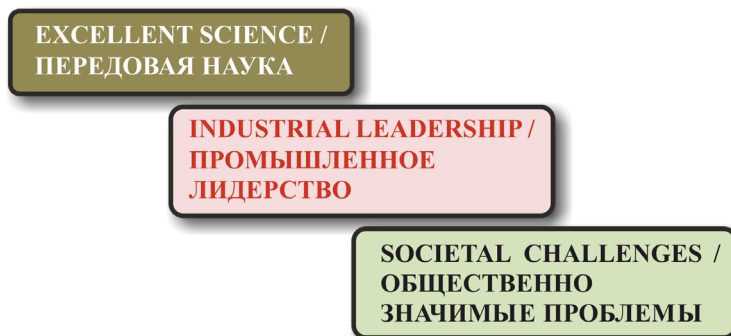 EXCELLENT SCIENCE /
ПЕРЕДОВАЯ НАУКА
INDUSTRIAL LEADERSHIP /
ПРОМЫШЛЕННОЕ
ЛИДЕРСТВО
SOCIETAL CHALLENGES /
ОБЩЕСТВЕННО
ЗНАЧИМЫЕ ПРОБЛЕМЫ